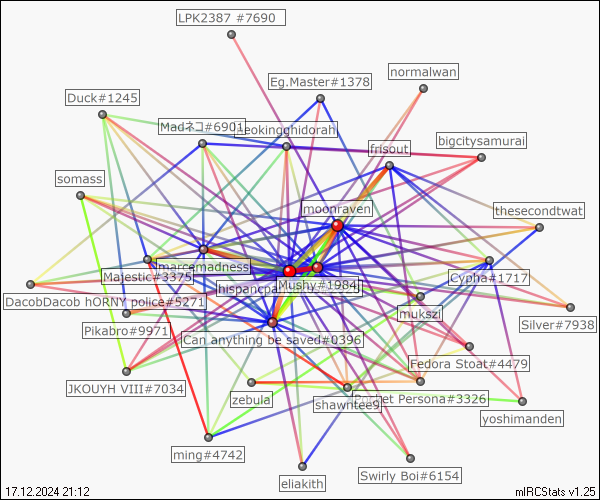 LPK2387 #7690
Eg.Master#1378
normalwan
Duck#1245
Madネコ#6901
neokingghidorah
frisout
bigcitysamurai
somass
moonraven
thesecondtwat
marcemadness
Majestic#3375
hispancpa
Mushy#1984
Cypha#1717
DacobDacob hORNY police#5271
mukszi
Silver#7938
Pikabro#9971
Can anything be saved#0396
Fedora Stoat#4479
JKOUYH VIII#7034
zebula
shawntee9
Persona#3326
yoshimanden
ming#4742
eliakith
Swirly Boi#6154
17.12.2024 21:12
mIRCStats v1.25